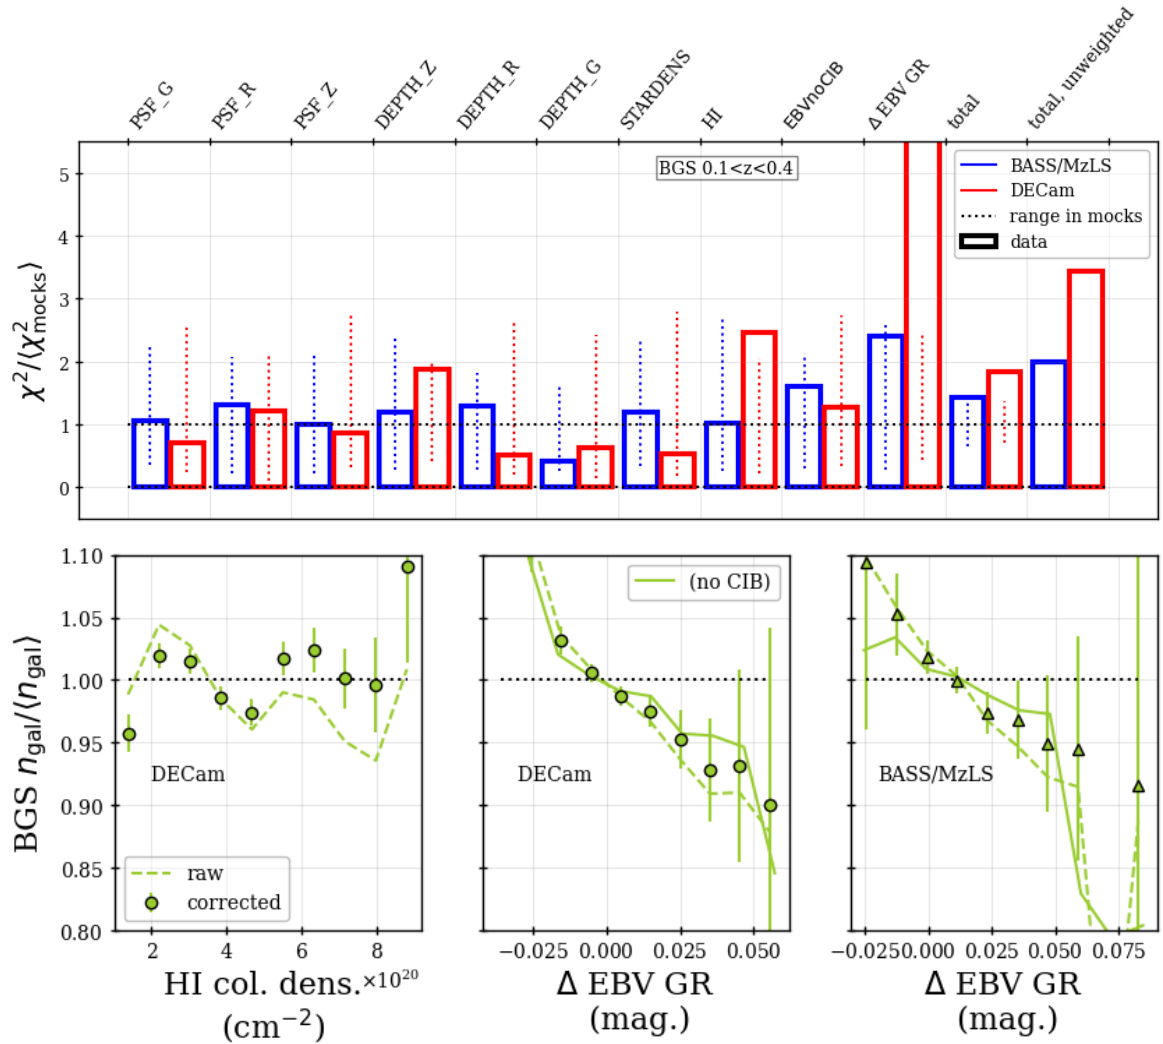 PSF_G
PSF_R
PSF_Z
DEPTH_Z
DEPTH_R
DEPTH_G
STARDENS
HI
EBVnoCIB
Δ EBV GR
total
total, unweighted
χ²/⟨χ²mocks⟩
5
4
3
2
1
0
BGS 0.1<z<0.4
BASS/MzLS
DECam
range in mocks
data
BGS ngal/⟨ngal⟩
1.10
1.05
1.00
0.95
0.90
0.85
0.80
DECam
raw
corrected
2 4 6 8
HI col. dens.×10²⁰
(cm⁻²)
(no CIB)
DECam
−0.025 0.000 0.025 0.050
Δ EBV GR
(mag.)
BASS/MzLS
−0.025 0.000 0.025 0.050 0.075
Δ EBV GR
(mag.)